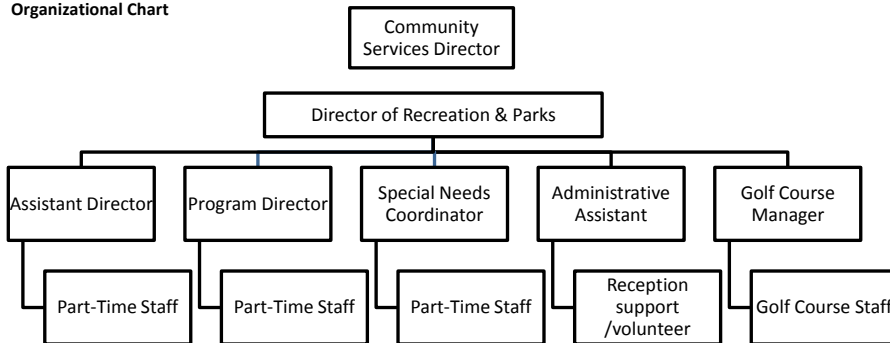 Organizational Chart
Community
Services Director
Director of Recreation & Parks
Assistant Director
Program Director
Special Needs
Coordinator
Administrative
Assistant
Golf Course
Manager
Part-Time Staff
Part-Time Staff
Part-Time Staff
Reception
support
/volunteer
Golf Course Staff